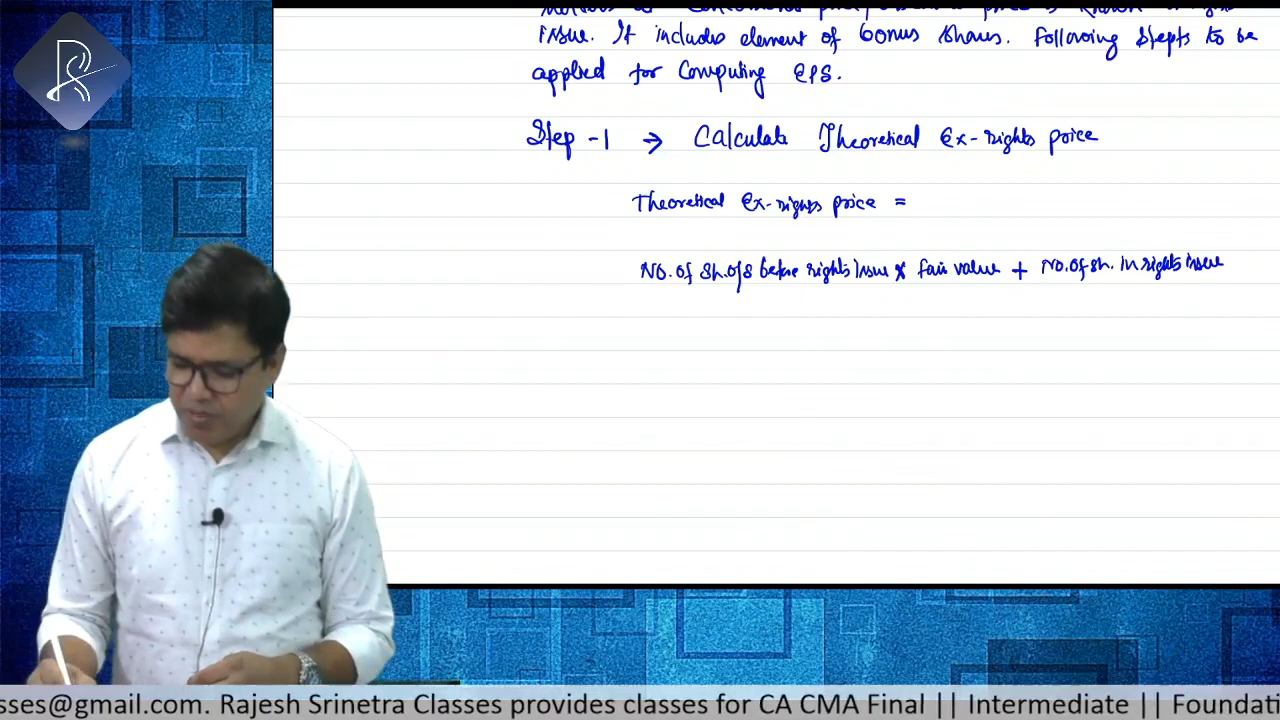 issue. It includes element of bonus shares. Following stepts to be
applied for computing EPS.
Step -1 → Calculate Theoretical Ex-rights price
Theoretical Ex-rights price =
No. of sh. o/s before rights issue x fair value + No. of sh. in rights issue
sses@gmail.com. Rajesh Srinetra Classes provides classes for CA CMA Final || Intermediate || Foundati